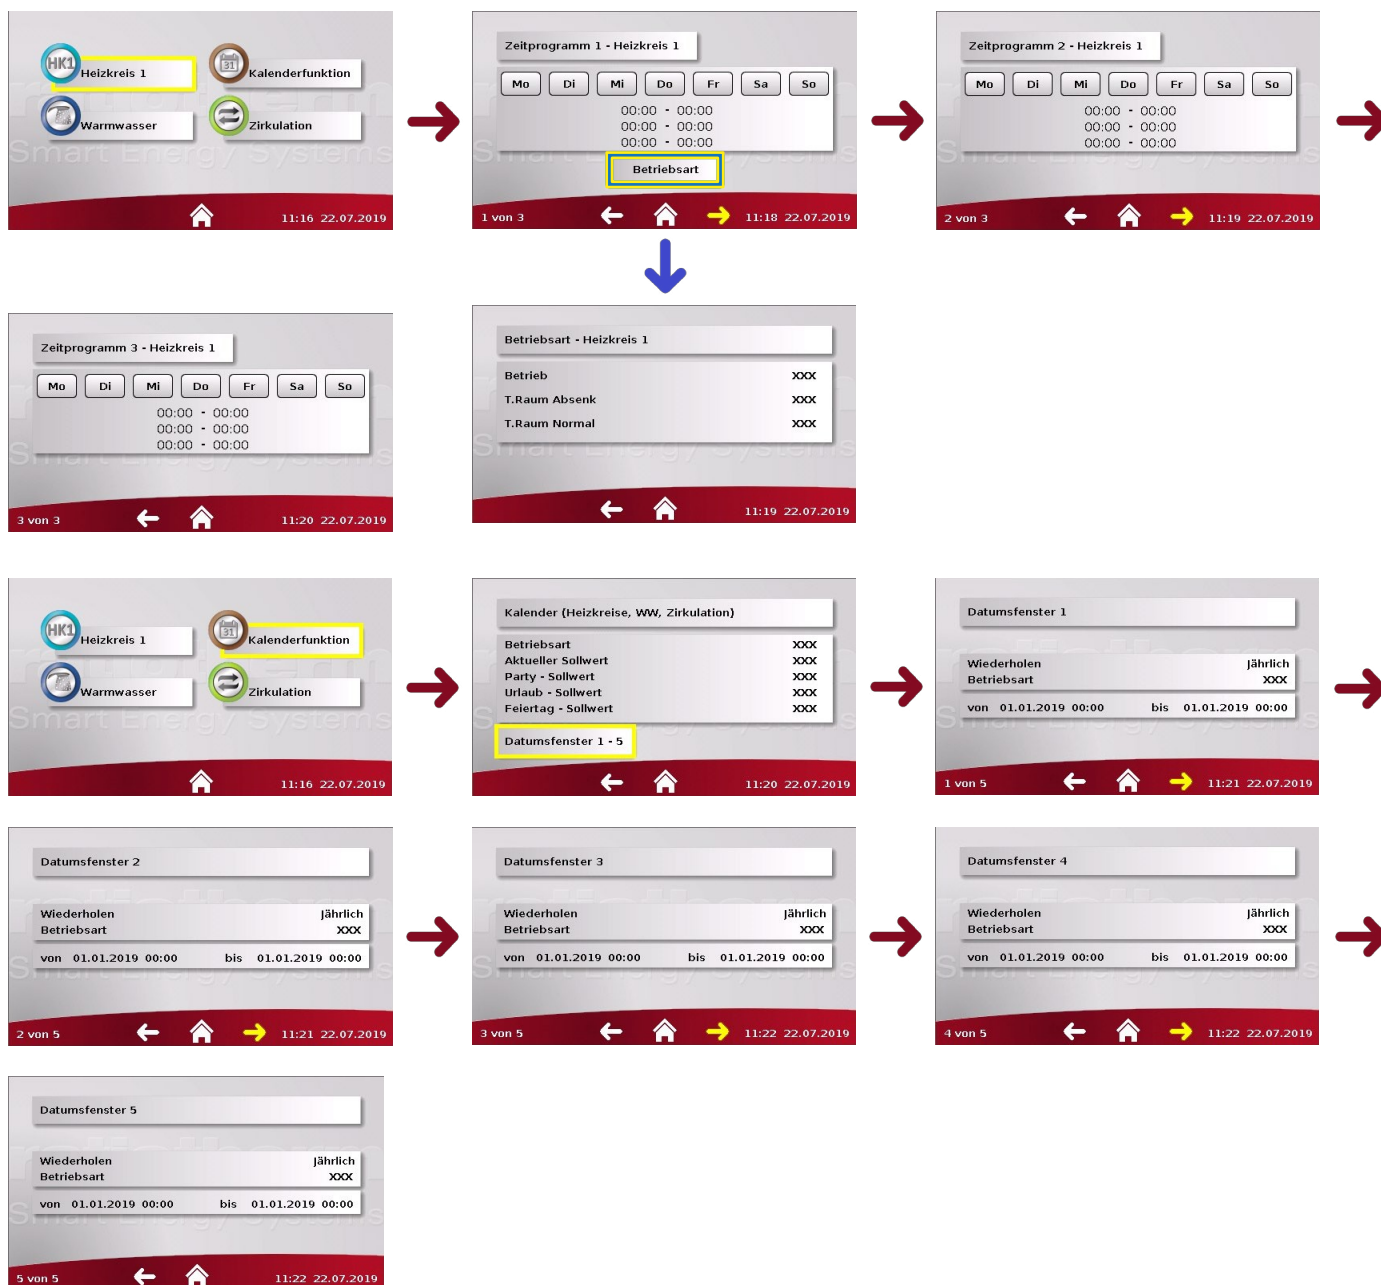 HK1 Heizkreis 1
31 Kalenderfunktion
Warmwasser
Zirkulation
Smart Energy Systems
11:16 22.07.2019
Zeitprogramm 1 - Heizkreis 1
Mo Di Mi Do Fr Sa So
00:00 - 00:00
00:00 - 00:00
00:00 - 00:00
Betriebsart
1 von 3
11:18 22.07.2019
Zeitprogramm 2 - Heizkreis 1
Mo Di Mi Do Fr Sa So
00:00 - 00:00
00:00 - 00:00
00:00 - 00:00
2 von 3
11:19 22.07.2019
Zeitprogramm 3 - Heizkreis 1
Mo Di Mi Do Fr Sa So
00:00 - 00:00
00:00 - 00:00
00:00 - 00:00
Smart Energy Systems
3 von 3
11:20 22.07.2019
Betriebsart - Heizkreis 1
Betrieb XXX
T.Raum Absenk XXX
T.Raum Normal XXX
Smart Energy Systems
11:19 22.07.2019
HK1 Heizkreis 1
31 Kalenderfunktion
Warmwasser
Zirkulation
Smart Energy Systems
11:16 22.07.2019
Kalender (Heizkreise, WW, Zirkulation)
Betriebsart XXX
Aktueller Sollwert XXX
Party - Sollwert XXX
Urlaub - Sollwert XXX
Feiertag - Sollwert XXX
Datumsfenster 1 - 5
11:20 22.07.2019
Datumsfenster 1
Wiederholen Jährlich
Betriebsart XXX
von 01.01.2019 00:00 bis 01.01.2019 00:00
1 von 5
11:21 22.07.2019
Datumsfenster 2
Wiederholen Jährlich
Betriebsart XXX
von 01.01.2019 00:00 bis 01.01.2019 00:00
2 von 5
11:21 22.07.2019
Datumsfenster 3
Wiederholen Jährlich
Betriebsart XXX
von 01.01.2019 00:00 bis 01.01.2019 00:00
3 von 5
11:22 22.07.2019
Datumsfenster 4
Wiederholen Jährlich
Betriebsart XXX
von 01.01.2019 00:00 bis 01.01.2019 00:00
4 von 5
11:22 22.07.2019
Datumsfenster 5
Wiederholen Jährlich
Betriebsart XXX
von 01.01.2019 00:00 bis 01.01.2019 00:00
5 von 5
11:22 22.07.2019